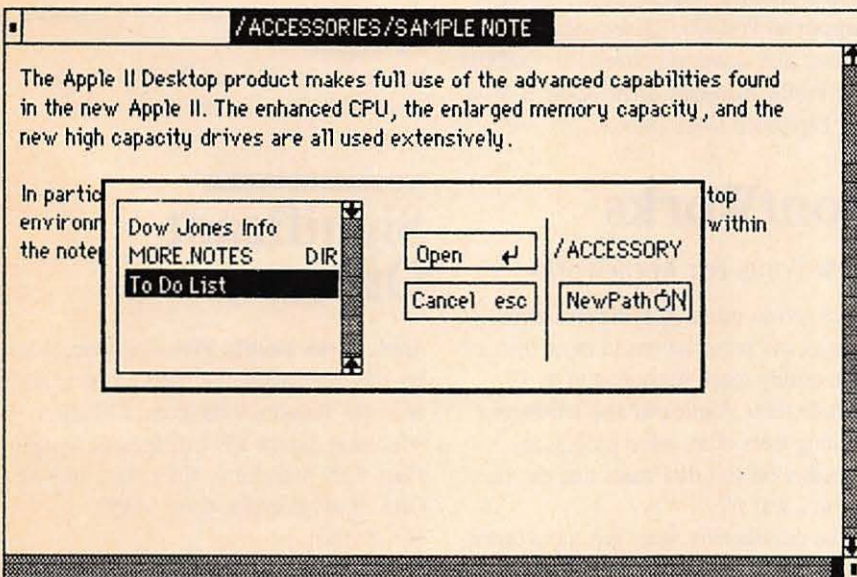 /ACCESSORIES/SAMPLE NOTE
The Apple II Desktop product makes full use of the advanced capabilities found
in the new Apple II. The enhanced CPU, the enlarged memory capacity, and the
new high capacity drives are all used extensively.
In partic top
environm within
the note
Dow Jones Info
MORE.NOTES DIR
To Do List
Open ↵
Cancel esc
/ACCESSORY
NewPath ON